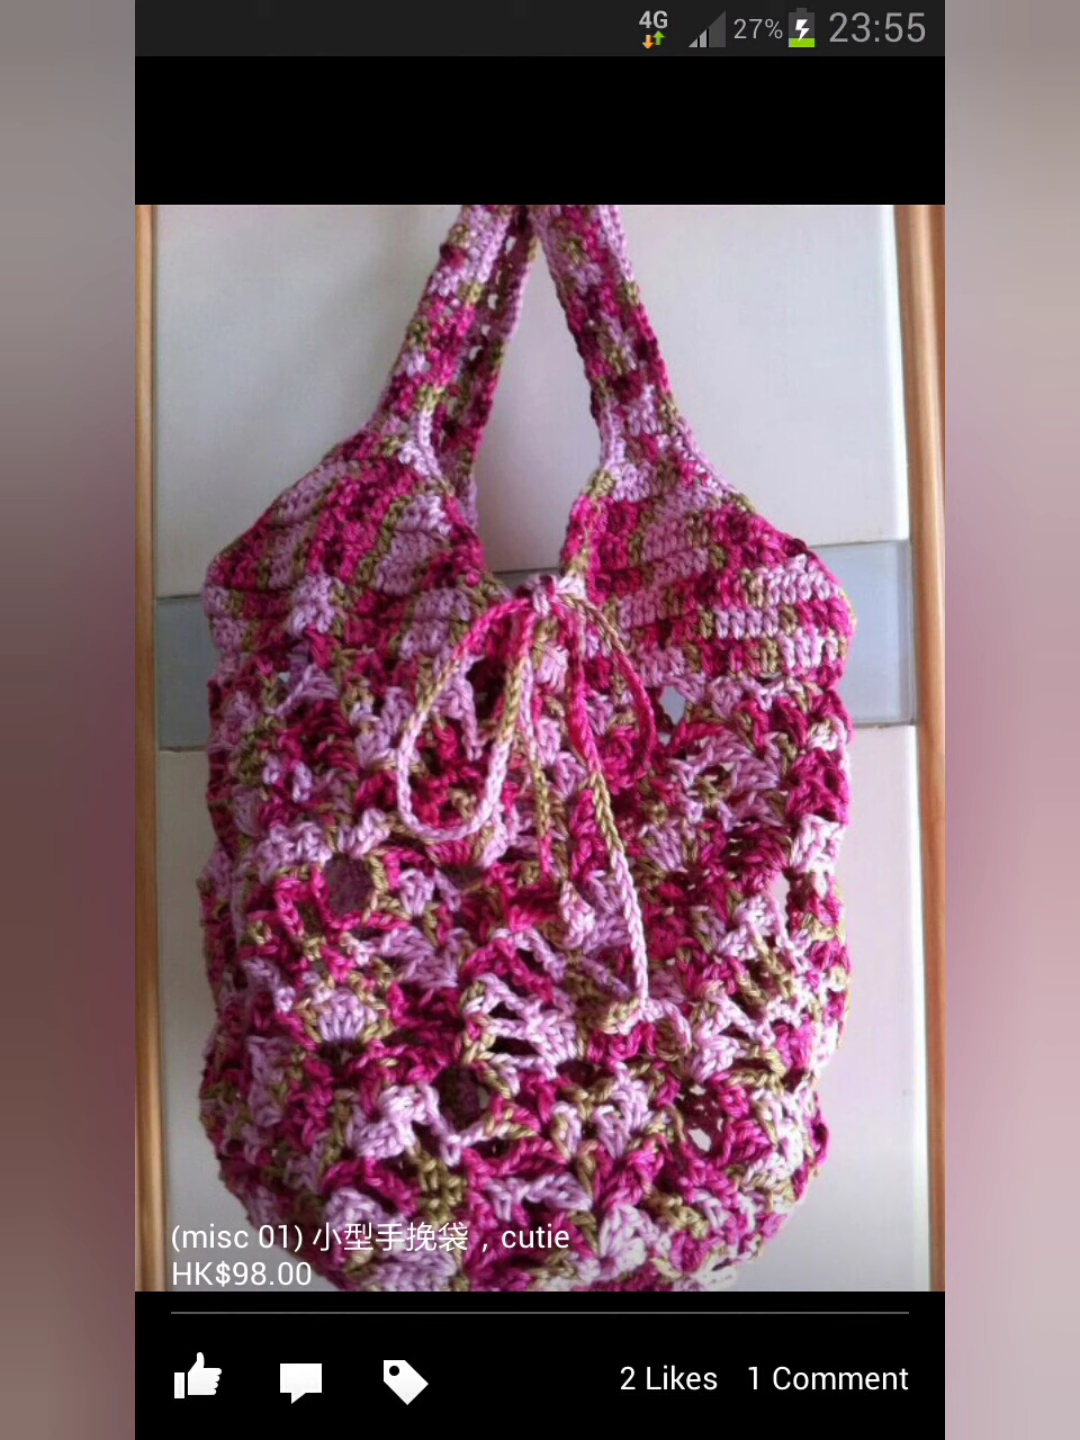 4G 27% 23:55
(misc 01) 小型手挽袋，cutie
HK$98.00
2 Likes 1 Comment